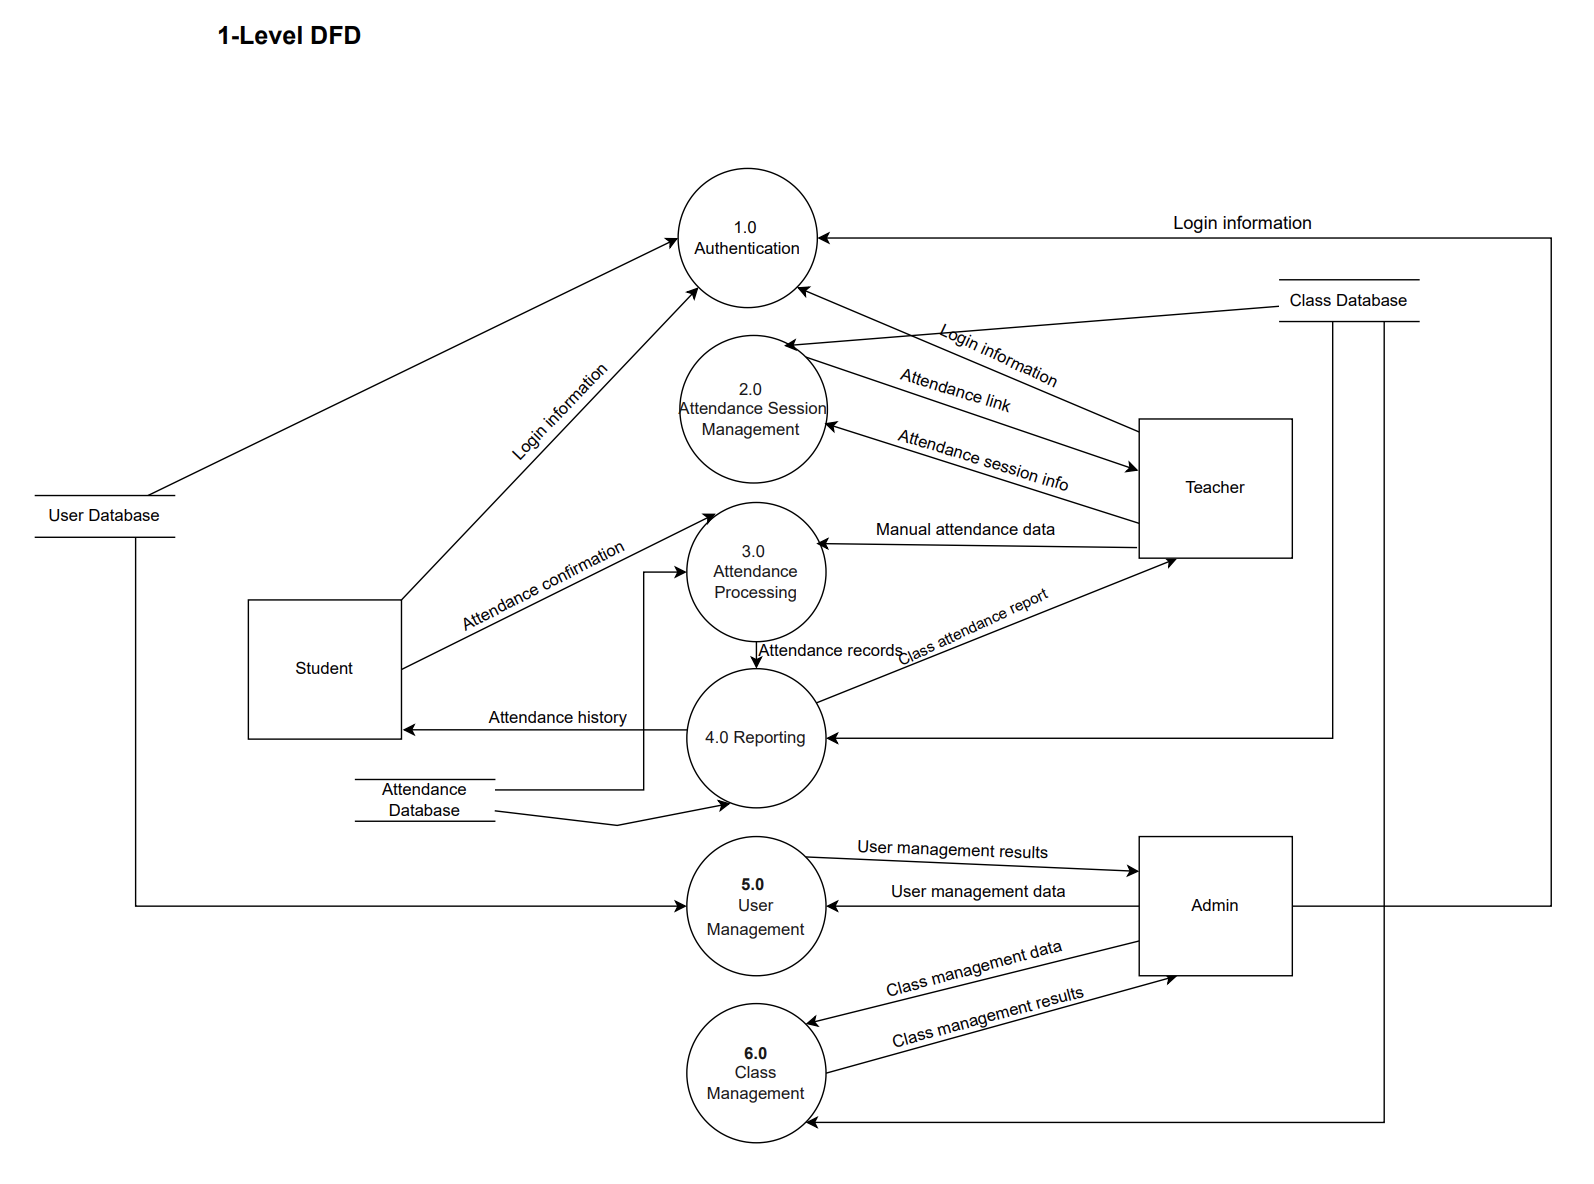 1-Level DFD
1.0
Authentication
Login information
Class Database
Login information
2.0
Attendance Session
Management
Attendance link
Attendance session info
Login information
Teacher
User Database
Manual attendance data
3.0
Attendance
Processing
Attendance confirmation
Class attendance report
Attendance records
Student
Attendance history
4.0 Reporting
Attendance
Database
User management results
5.0
User
Management
User management data
Admin
Class management data
Class management results
6.0
Class
Management